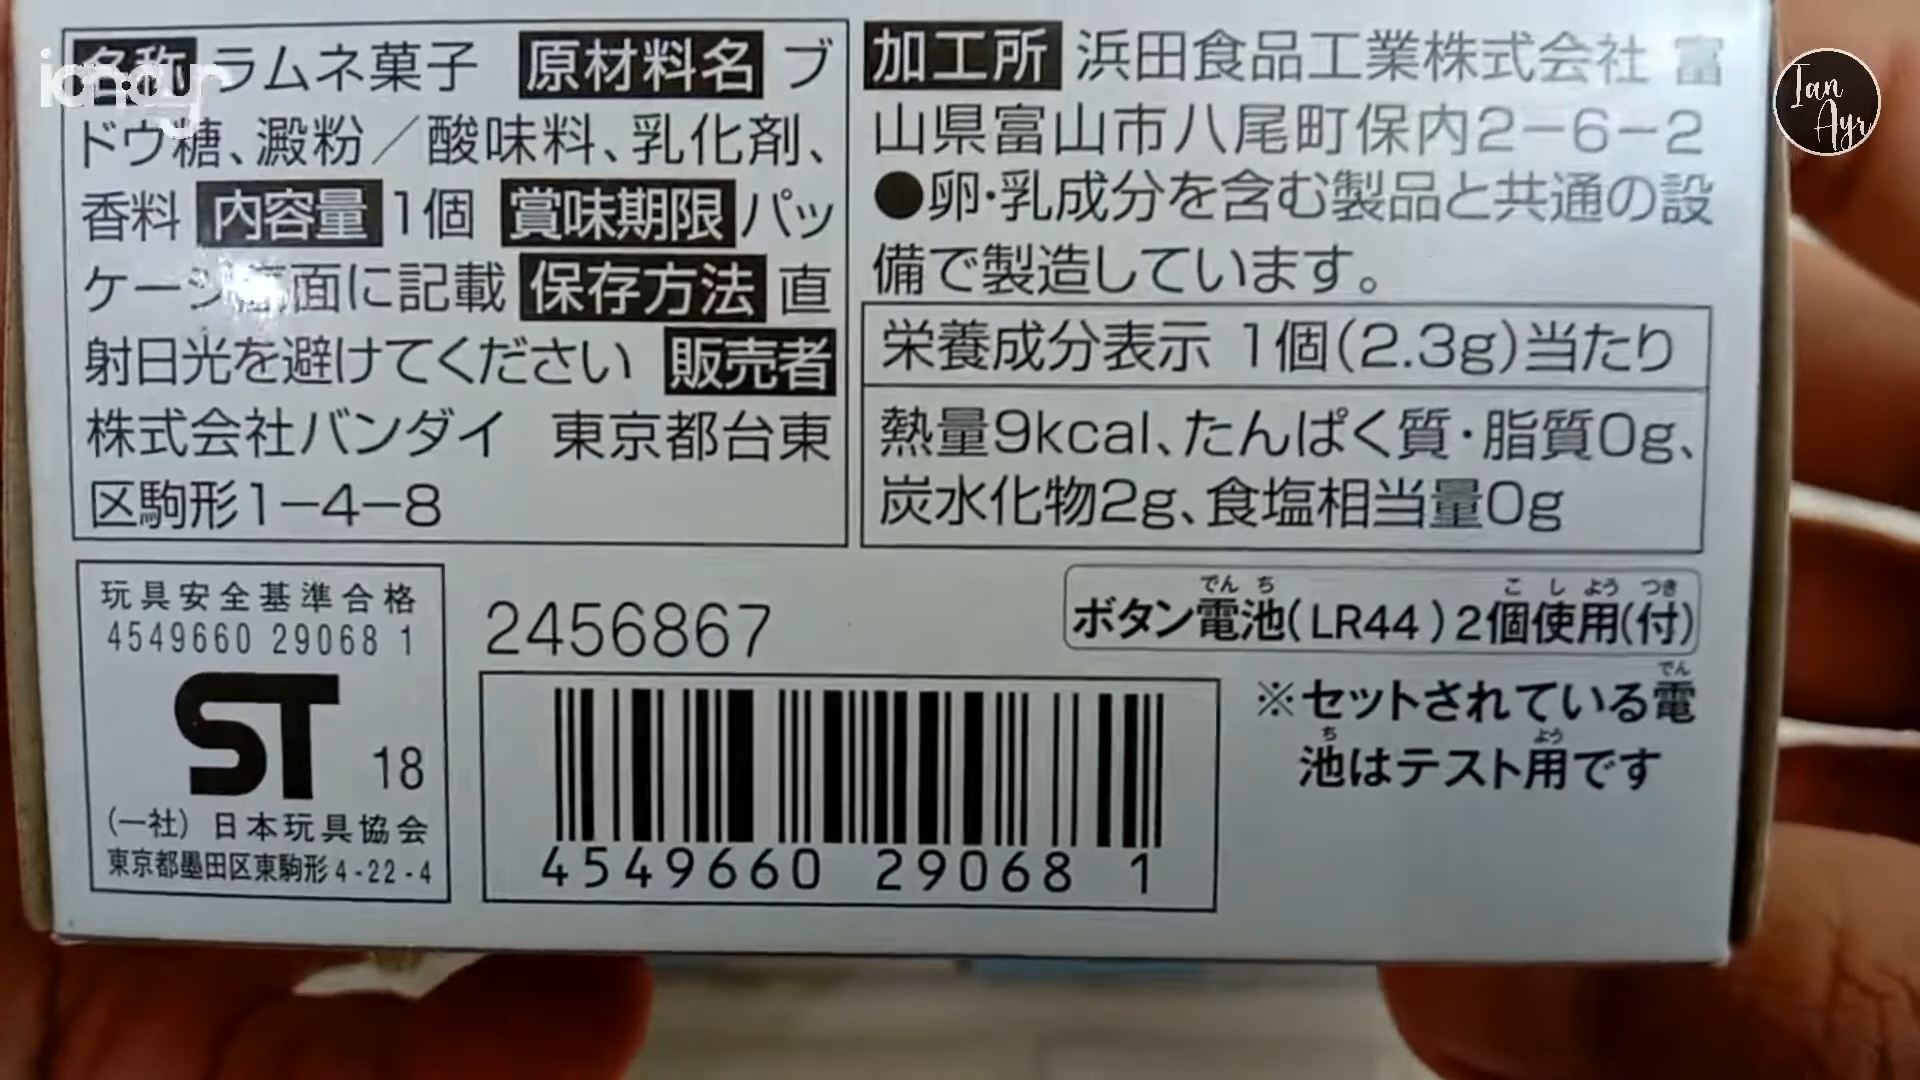 名称 ラムネ菓子 原材料名 ブ
ドウ糖、澱粉／酸味料、乳化剤、
香料 内容量 1個 賞味期限 パッ
ケージ 面に記載 保存方法 直
射日光を避けてください 販売者
株式会社バンダイ 東京都台東
区駒形1-4-8
加工所 浜田食品工業株式会社 富
山県富山市八尾町保内2-6-2
●卵・乳成分を含む製品と共通の設
備で製造しています。
栄養成分表示 1個(2.3g)当たり
熱量9kcal、たんぱく質・脂質0g、
炭水化物2g、食塩相当量0g
玩具安全基準合格
4549660 29068 1
ST 18
(一社) 日本玩具協会
東京都墨田区東駒形4-22-4
2456867
4549660 29068 1
でん ち こ し よう つき
ボタン電池(LR44)2個使用(付)
でん
※セットされている電
ち よう
池はテスト用です
Ian
Ayr